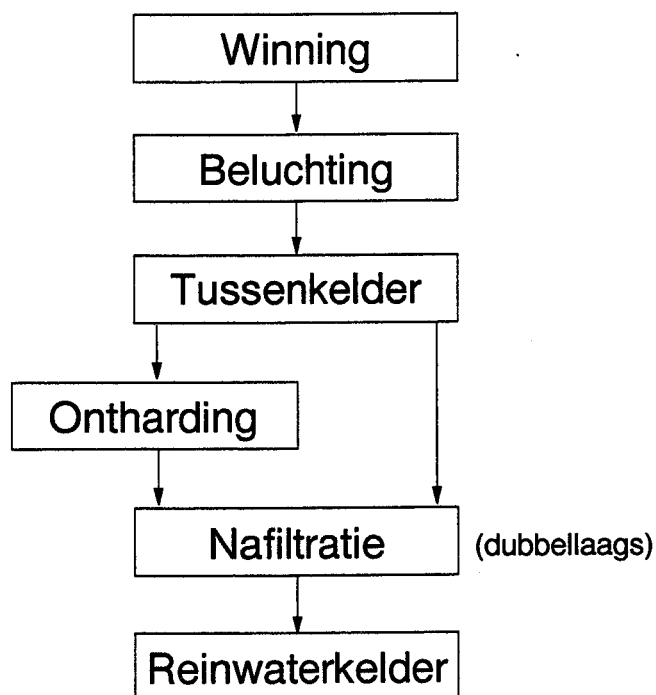 Winning
Beluchting
Tussenkelder
Ontharding
Nafiltratie (dubbellaags)
Reinwaterkelder